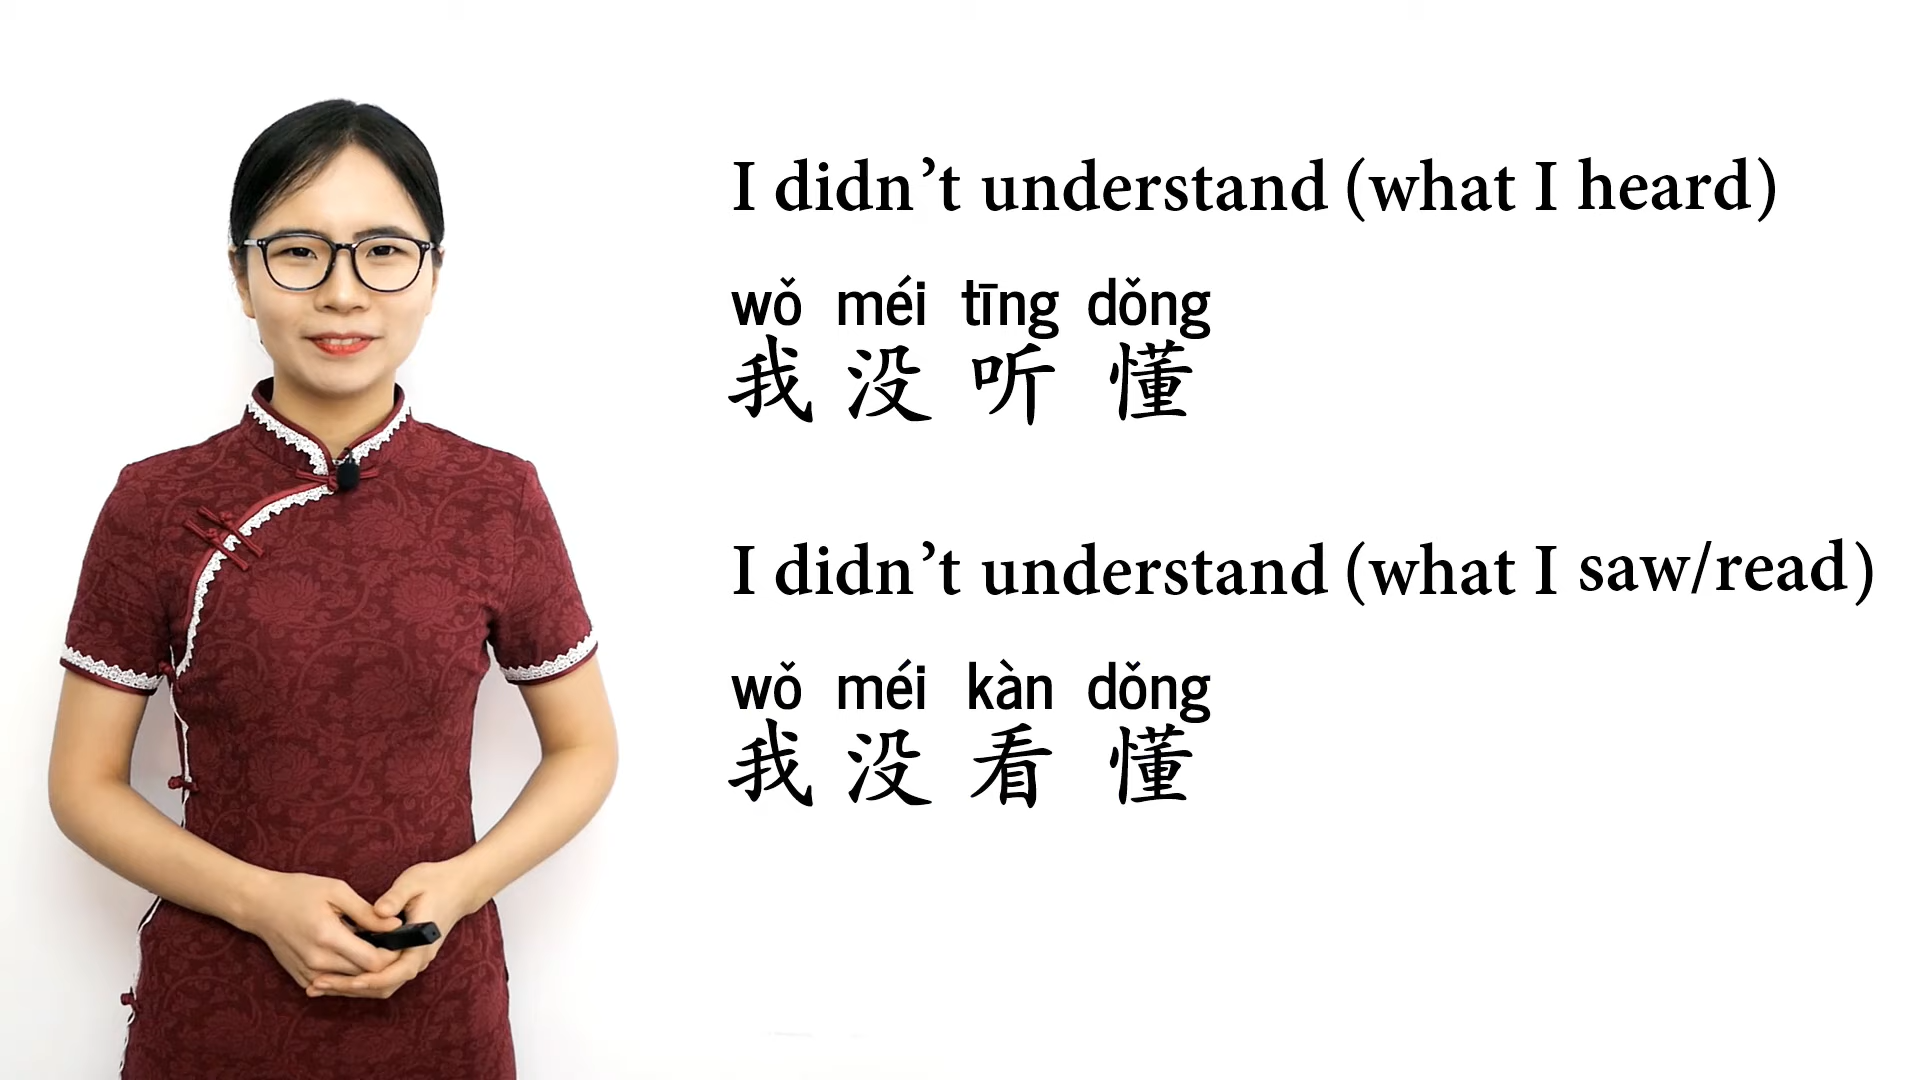 I didn’t understand (what I heard)
wǒ méi tīng dǒng
我 没 听 懂
I didn’t understand (what I saw/read)
wǒ méi kàn dǒng
我 没 看 懂